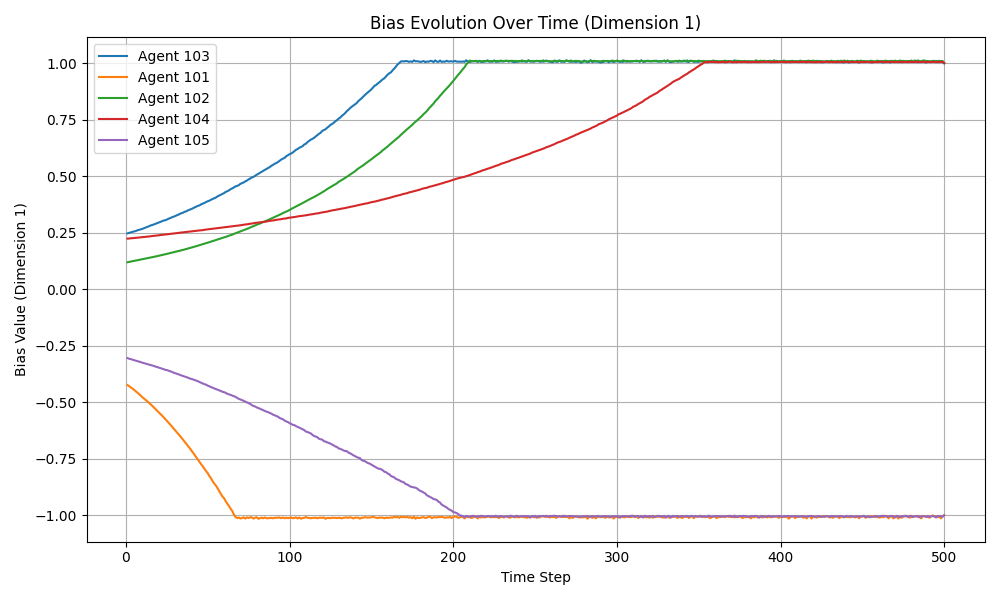 Bias Evolution Over Time (Dimension 1)
Agent 103
Agent 101
Agent 102
Agent 104
Agent 105
Bias Value (Dimension 1)
1.00
0.75
0.50
0.25
0.00
−0.25
−0.50
−0.75
−1.00
0 100 200 300 400 500
Time Step